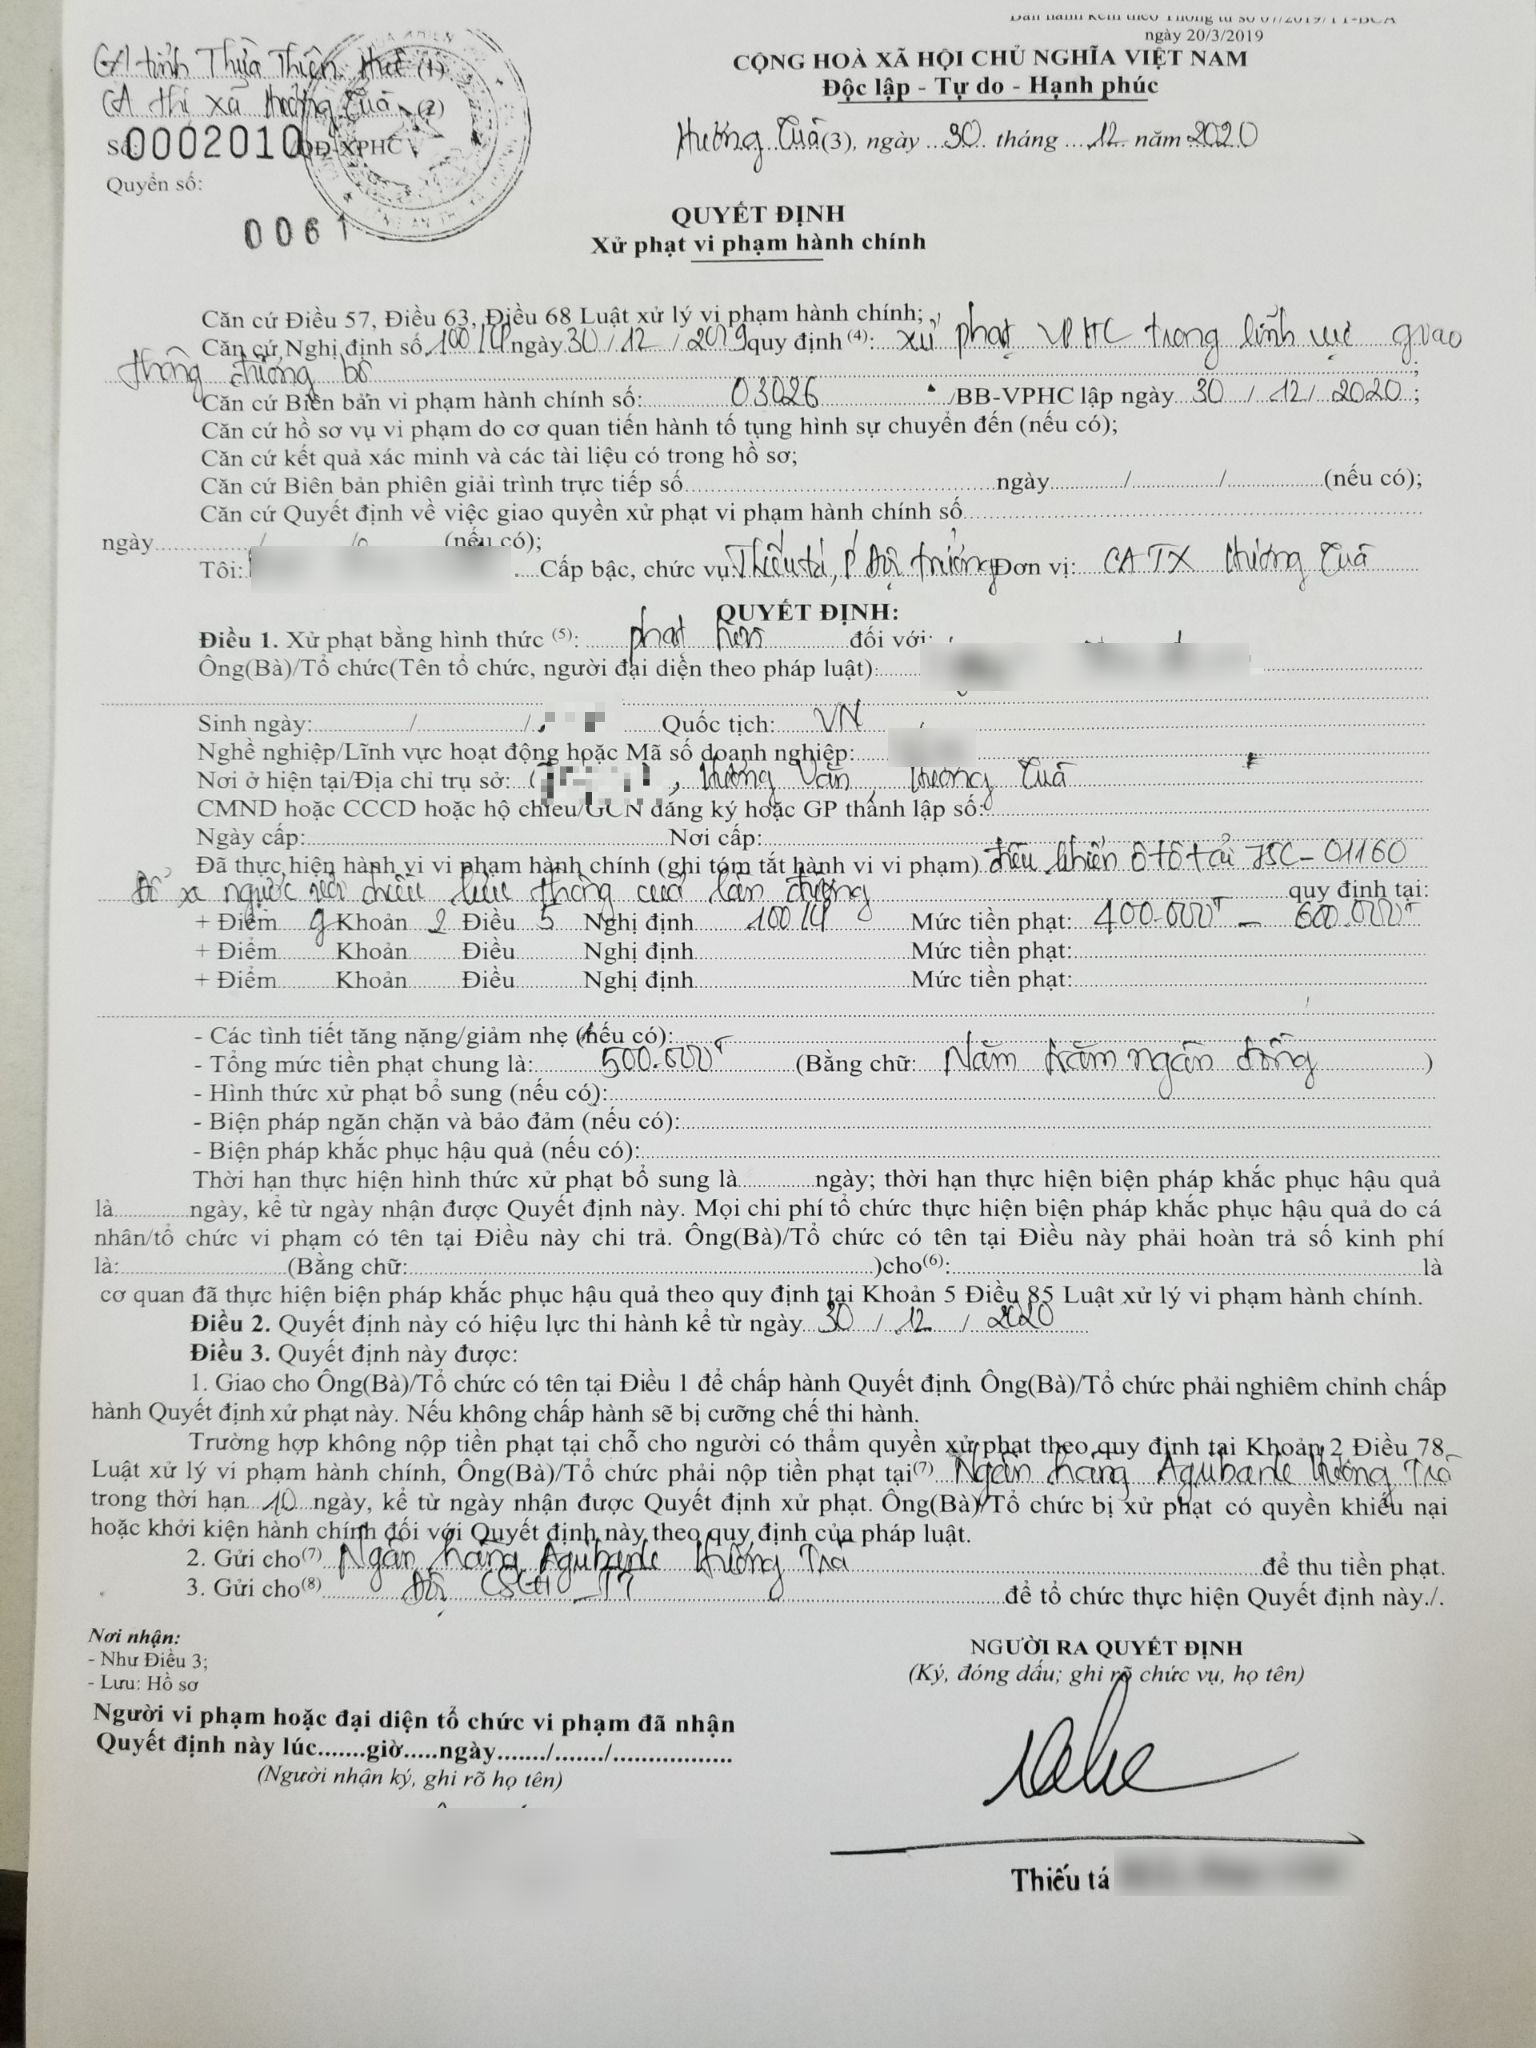 Ban hành kèm theo Thông tư số 07/2019/TT-BCA
ngày 20/3/2019
CA tỉnh Thừa Thiên Huế (1)
CA thị xã Hương Trà (2)
Số: 0002010 /QĐ-XPHC
Quyển số:
0061
CỘNG HOÀ XÃ HỘI CHỦ NGHĨA VIỆT NAM
Độc lập - Tự do - Hạnh phúc
Hương Trà (3), ngày 30 tháng 12 năm 2020
QUYẾT ĐỊNH
Xử phạt vi phạm hành chính
Căn cứ Điều 57, Điều 63, Điều 68 Luật xử lý vi phạm hành chính;
Căn cứ Nghị định số 100/CP ngày 30/12/2019 quy định (4): xử phạt VPHC trong lĩnh vực giao
thông đường bộ;
Căn cứ Biên bản vi phạm hành chính số: 03026 /BB-VPHC lập ngày 30/12/2020;
Căn cứ hồ sơ vụ vi phạm do cơ quan tiến hành tố tụng hình sự chuyển đến (nếu có);
Căn cứ kết quả xác minh và các tài liệu có trong hồ sơ;
Căn cứ Biên bản phiên giải trình trực tiếp số......ngày....../....../......(nếu có);
Căn cứ Quyết định về việc giao quyền xử phạt vi phạm hành chính số......
ngày....../....../......(nếu có);
Tôi: Cấp bậc, chức vụ: Thiếu tá, P Đội trưởng Đơn vị: CATX Hương Trà
QUYẾT ĐỊNH:
Điều 1. Xử phạt bằng hình thức (5): phạt tiền đối với:
Ông(Bà)/Tổ chức(Tên tổ chức, người đại diện theo pháp luật):
Sinh ngày:....../....../ Quốc tịch: VN
Nghề nghiệp/Lĩnh vực hoạt động hoặc Mã số doanh nghiệp:
Nơi ở hiện tại/Địa chỉ trụ sở: , Hương Văn, Hương Trà
CMND hoặc CCCD hoặc hộ chiếu/GCN đăng ký hoặc GP thành lập số:
Ngày cấp:......Nơi cấp:......
Đã thực hiện hành vi vi phạm hành chính (ghi tóm tắt hành vi vi phạm) điều khiển ô tô tải 75C-01160
Đỗ xe ngược với chiều lưu thông của làn đường quy định tại:
+ Điểm g Khoản 2 Điều 5 Nghị định 100/CP Mức tiền phạt: 400.000đ - 600.000đ
+ Điểm......Khoản......Điều......Nghị định......Mức tiền phạt:......
+ Điểm......Khoản......Điều......Nghị định......Mức tiền phạt:......
- Các tình tiết tăng nặng/giảm nhẹ (nếu có):......
- Tổng mức tiền phạt chung là: 500.000đ (Bằng chữ: Năm trăm ngàn đồng)
- Hình thức xử phạt bổ sung (nếu có):......
- Biện pháp ngăn chặn và bảo đảm (nếu có):......
- Biện pháp khắc phục hậu quả (nếu có):......
Thời hạn thực hiện hình thức xử phạt bổ sung là......ngày; thời hạn thực hiện biện pháp khắc phục hậu quả
là......ngày, kể từ ngày nhận được Quyết định này. Mọi chi phí tổ chức thực hiện biện pháp khắc phục hậu quả do cá
nhân/tổ chức vi phạm có tên tại Điều này chi trả. Ông(Bà)/Tổ chức có tên tại Điều này phải hoàn trả số kinh phí
là:......(Bằng chữ:......)cho(6):......là
cơ quan đã thực hiện biện pháp khắc phục hậu quả theo quy định tại Khoản 5 Điều 85 Luật xử lý vi phạm hành chính.
Điều 2. Quyết định này có hiệu lực thi hành kể từ ngày 30/12/2020
Điều 3. Quyết định này được:
1. Giao cho Ông(Bà)/Tổ chức có tên tại Điều 1 để chấp hành Quyết định. Ông(Bà)/Tổ chức phải nghiêm chỉnh chấp
hành Quyết định xử phạt này. Nếu không chấp hành sẽ bị cưỡng chế thi hành.
Trường hợp không nộp tiền phạt tại chỗ cho người có thẩm quyền xử phạt theo quy định tại Khoản 2 Điều 78
Luật xử lý vi phạm hành chính, Ông(Bà)/Tổ chức phải nộp tiền phạt tại(7) Ngân hàng Agribank Hương Trà
trong thời hạn 10 ngày, kể từ ngày nhận được Quyết định xử phạt. Ông(Bà)/Tổ chức bị xử phạt có quyền khiếu nại
hoặc khởi kiện hành chính đối với Quyết định này theo quy định của pháp luật.
2. Gửi cho(7) Ngân hàng Agribank Hương Trà để thu tiền phạt.
3. Gửi cho(8) Đội CSGT-TT để tổ chức thực hiện Quyết định này./.
Nơi nhận:
- Như Điều 3;
- Lưu: Hồ sơ
Người vi phạm hoặc đại diện tổ chức vi phạm đã nhận
Quyết định này lúc.......giờ.....ngày......./......./.................
(Người nhận ký, ghi rõ họ tên)
NGƯỜI RA QUYẾT ĐỊNH
(Ký, đóng dấu; ghi rõ chức vụ, họ tên)
Thiếu tá